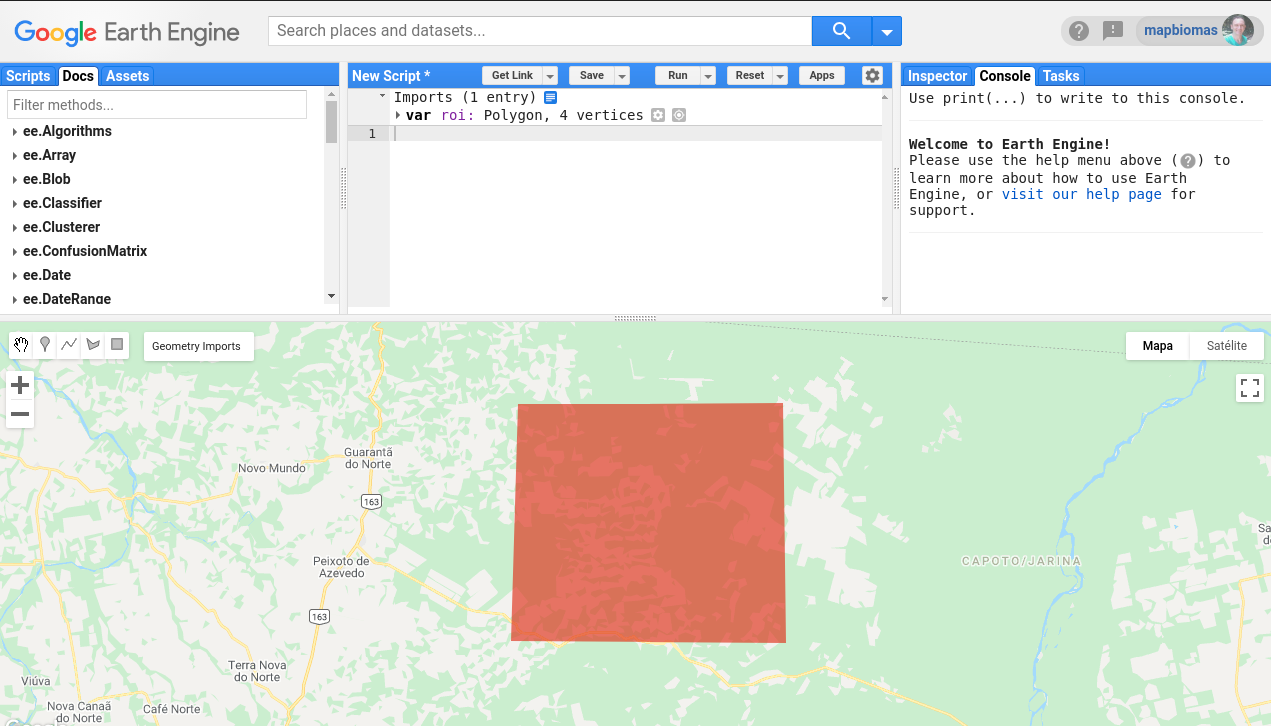 Google Earth Engine
Search places and datasets...
mapbiomas
Scripts Docs Assets
Filter methods...
ee.Algorithms
ee.Array
ee.Blob
ee.Classifier
ee.Clusterer
ee.ConfusionMatrix
ee.Date
ee.DateRange
New Script * Get Link Save Run Reset Apps
Imports (1 entry)
var roi: Polygon, 4 vertices
1
Inspector Console Tasks
Use print(...) to write to this console.
Welcome to Earth Engine!
Please use the help menu above (?) to
learn more about how to use Earth
Engine, or visit our help page for
support.
Geometry Imports
Mapa Satélite
Guarantã
do Norte
Novo Mundo
163
Peixoto de
Azevedo
163
CAPOTO/JARINA
Terra Nova
do Norte
Viúva
Nova Canaã
do Norte
Café Norte